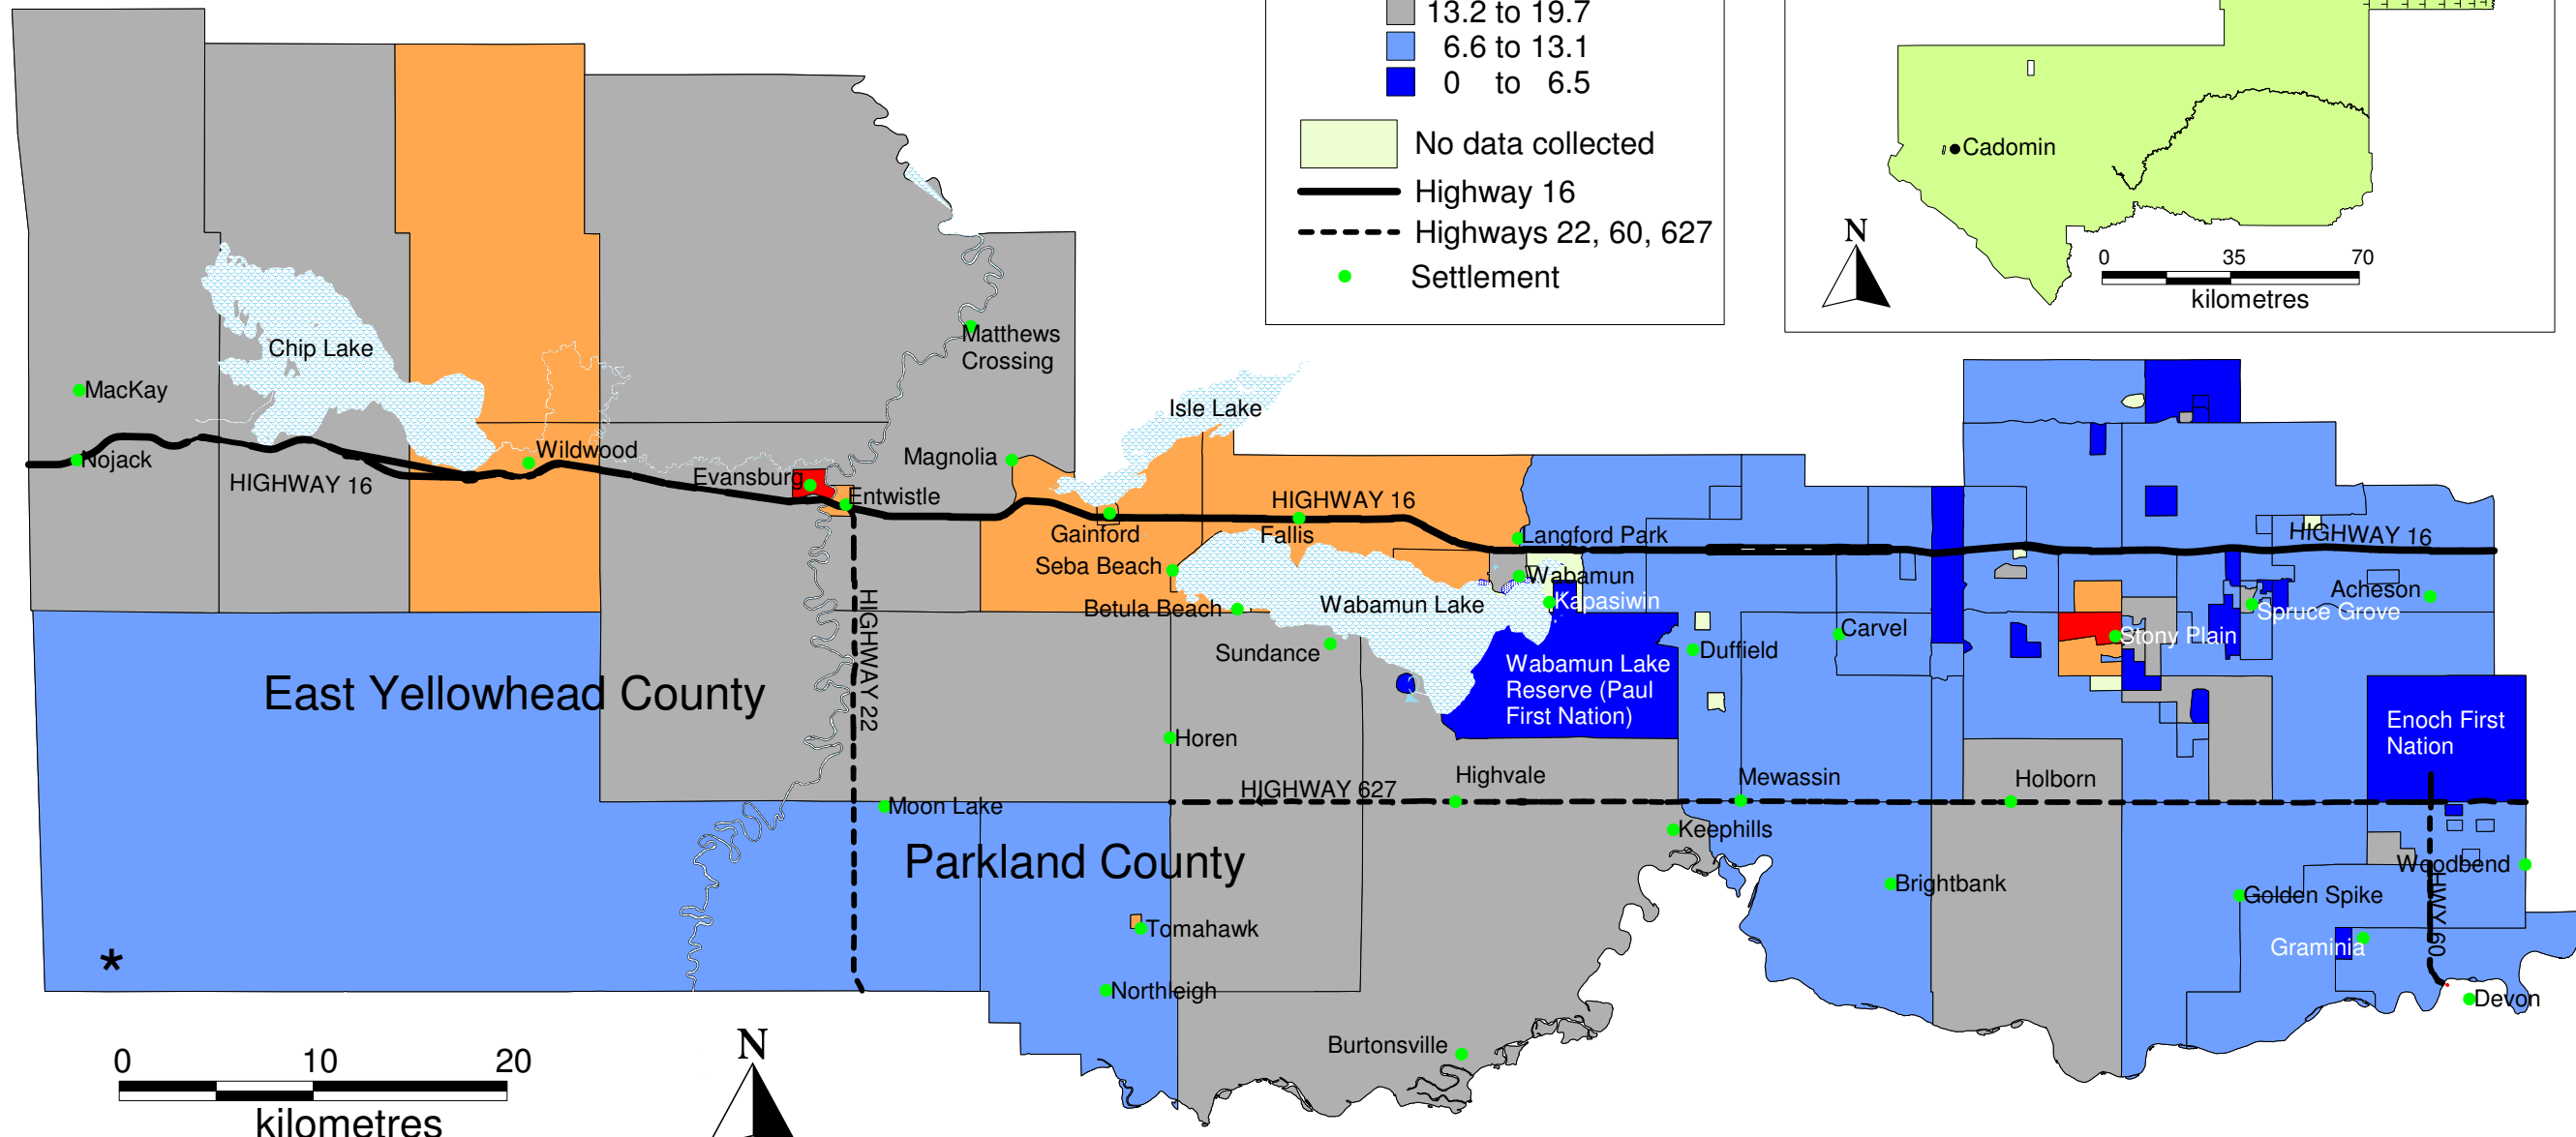 13.2 to 19.7
6.6 to 13.1
0 to 6.5
No data collected
Highway 16
Highways 22, 60, 627
Settlement
Cadomin
N
0 35 70
kilometres
Matthews
Crossing
Chip Lake
MacKay
Isle Lake
Wildwood
Magnolia
Nojack
HIGHWAY 16
Evansburg
Entwistle
HIGHWAY 16
Gainford
Fallis
Langford Park
HIGHWAY 16
Seba Beach
Wabamun
Betula Beach
Wabamun Lake
Kapasiwin
Acheson
Spruce Grove
Carvel
Stony Plain
Sundance
Duffield
HIGHWAY 22
Wabamun Lake
Reserve (Paul
First Nation)
East Yellowhead County
Enoch First
Nation
Horen
Highvale
Mewassin
Holborn
HIGHWAY 627
Moon Lake
Keephills
Parkland County
Woodbend
Brightbank
Golden Spike
HWY 60
Tomahawk
Graminia
*
Northleigh
Devon
Burtonsville
N
0 10 20
kilometres